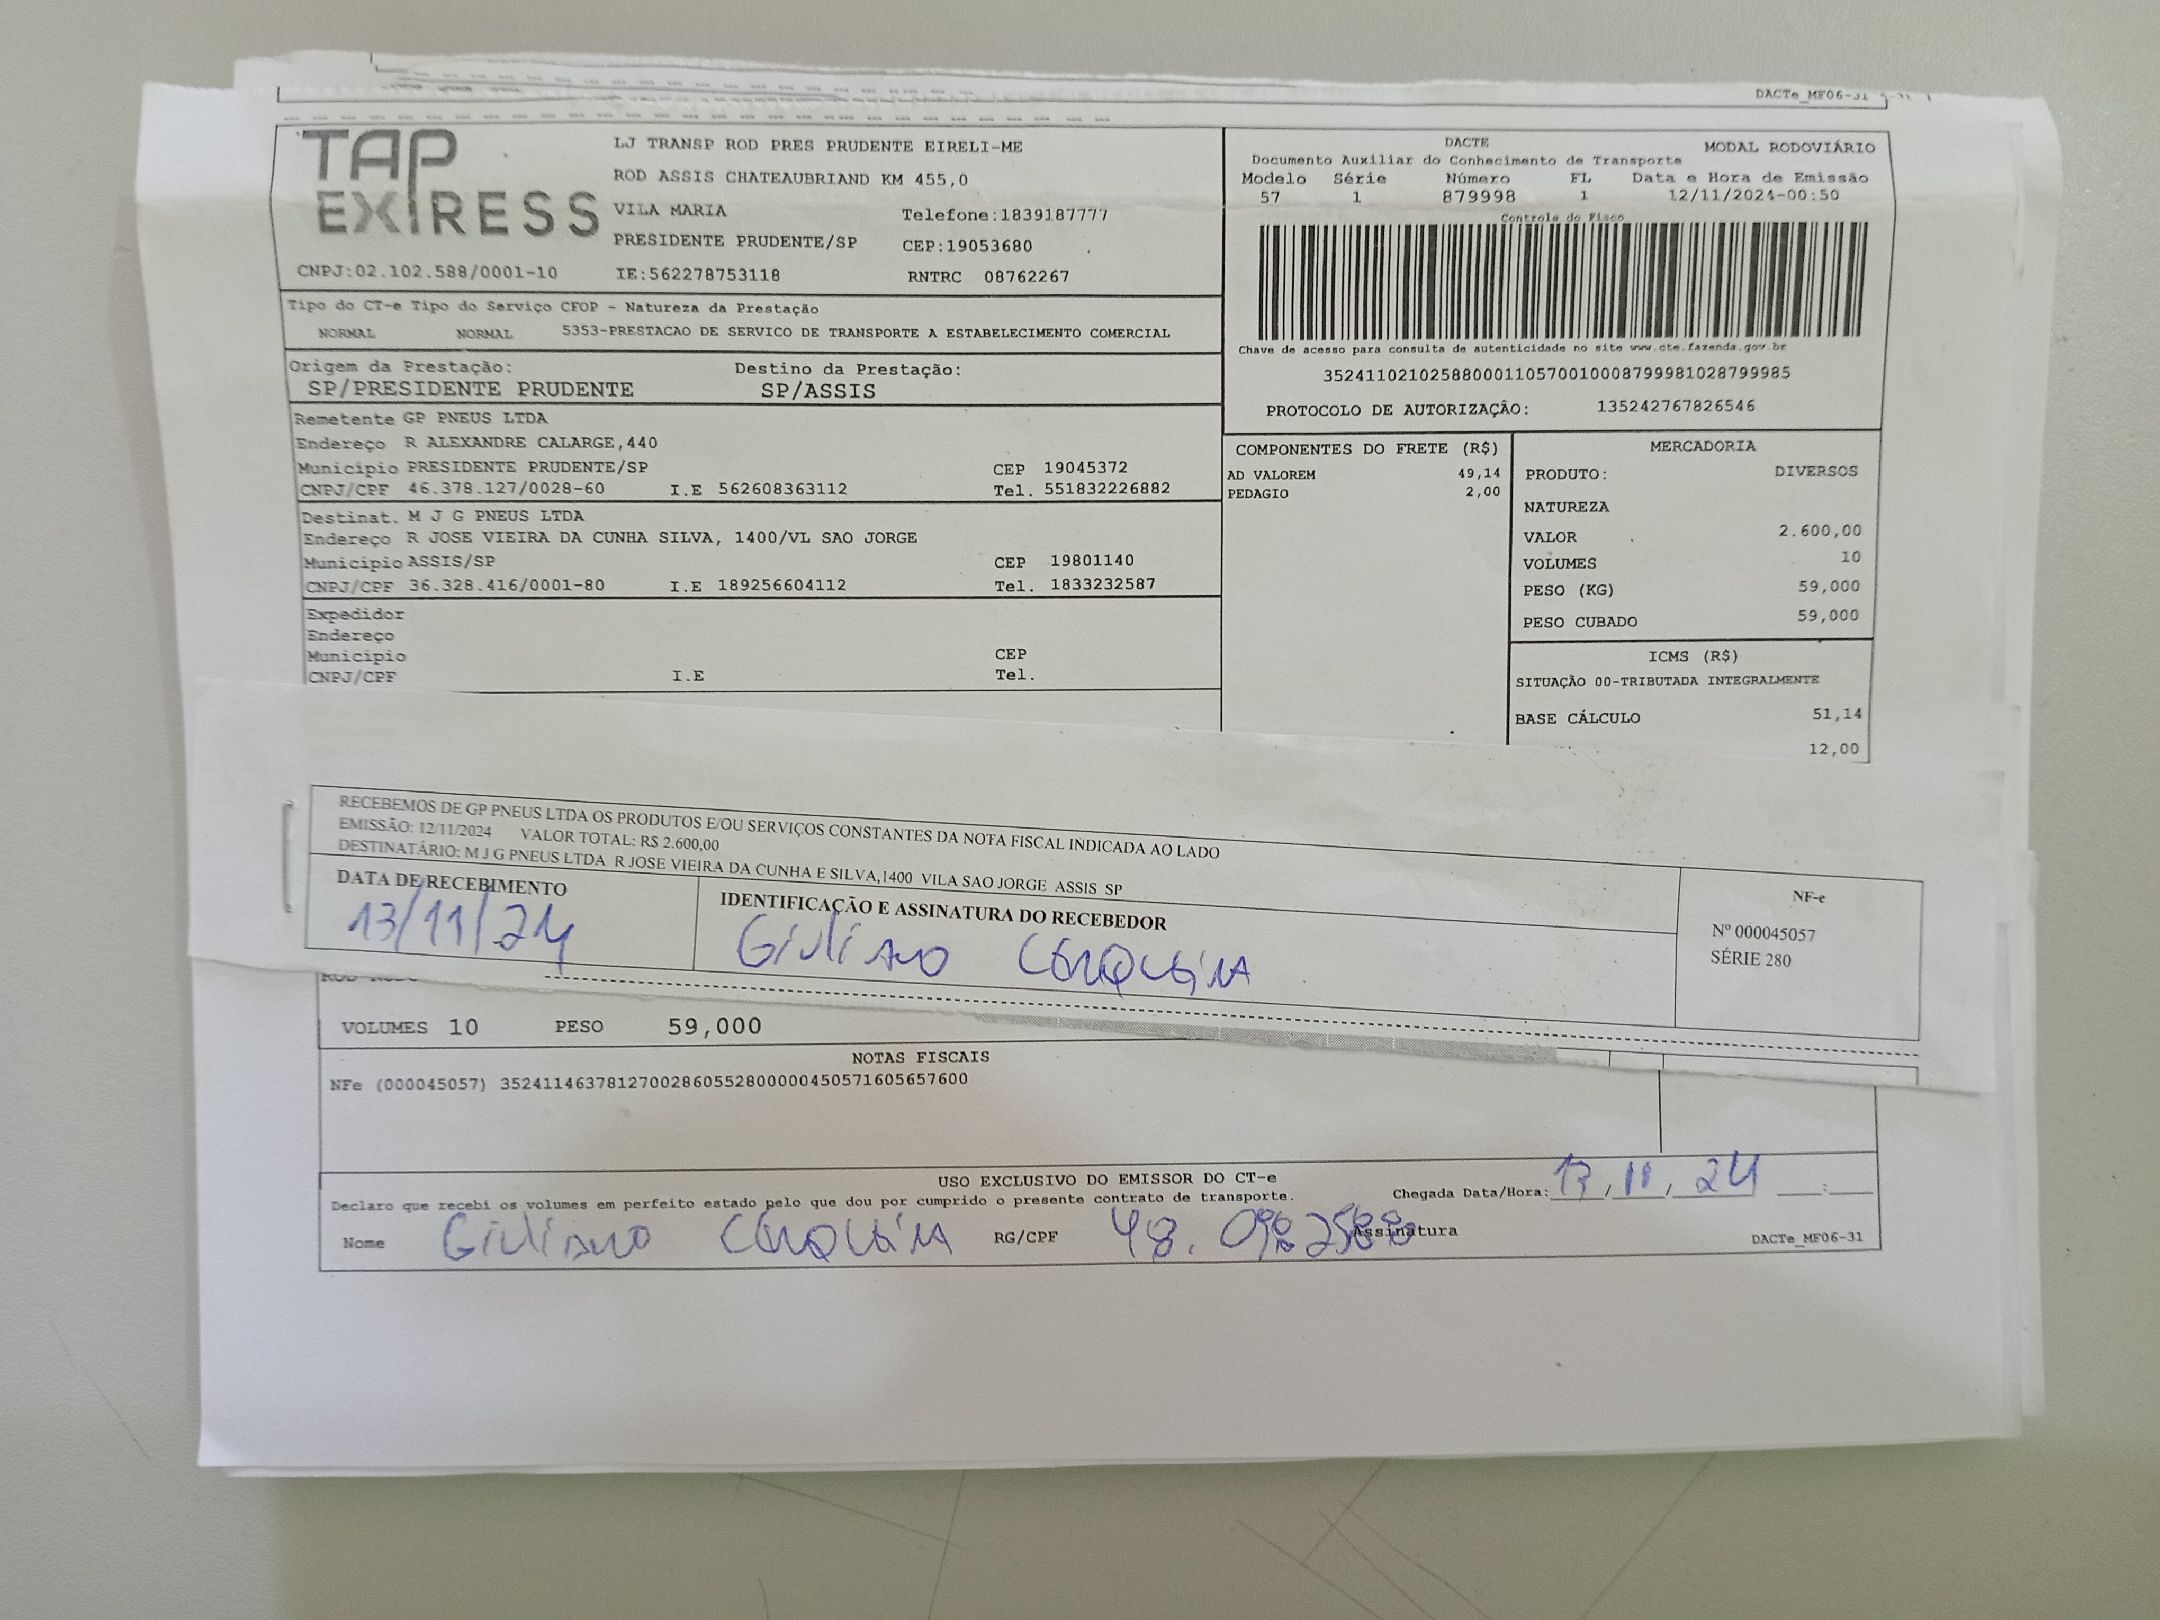 DACTe_MF06-31
TAP EXPRESS
LJ TRANSP ROD PRES PRUDENTE EIRELI-ME
ROD ASSIS CHATEAUBRIAND KM 455,0
VILA MARIA Telefone:1839187777
PRESIDENTE PRUDENTE/SP CEP:19053680
CNPJ:02.102.588/0001-10 IE:562278753118 RNTRC 08762267
DACTE MODAL RODOVIÁRIO
Documento Auxiliar do Conhecimento de Transporte
Modelo Série Número FL Data e Hora de Emissão
57 1 879998 1 12/11/2024-00:50
Controle do Fisco
Chave de acesso para consulta de autenticidade no site www.cte.fazenda.gov.br
35241102102588000110570010008799981028799985
PROTOCOLO DE AUTORIZAÇÃO: 135242767826546
Tipo do CT-e Tipo do Serviço CFOP - Natureza da Prestação
NORMAL NORMAL 5353-PRESTACAO DE SERVICO DE TRANSPORTE A ESTABELECIMENTO COMERCIAL
Origem da Prestação: Destino da Prestação:
SP/PRESIDENTE PRUDENTE SP/ASSIS
Remetente GP PNEUS LTDA
Endereço R ALEXANDRE CALARGE,440
Município PRESIDENTE PRUDENTE/SP CEP 19045372
CNPJ/CPF 46.378.127/0028-60 I.E 562608363112 Tel. 551832226882
Destinat. M J G PNEUS LTDA
Endereço R JOSE VIEIRA DA CUNHA SILVA, 1400/VL SAO JORGE
Município ASSIS/SP CEP 19801140
CNPJ/CPF 36.328.416/0001-80 I.E 189256604112 Tel. 1833232587
Expedidor
Endereço
Município CEP
CNPJ/CPF I.E Tel.
COMPONENTES DO FRETE (R$)
AD VALOREM 49,14
PEDAGIO 2,00
MERCADORIA
PRODUTO: DIVERSOS
NATUREZA
VALOR 2.600,00
VOLUMES 10
PESO (KG) 59,000
PESO CUBADO 59,000
ICMS (R$)
SITUAÇÃO 00-TRIBUTADA INTEGRALMENTE
BASE CÁLCULO 51,14
12,00
RECEBEMOS DE GP PNEUS LTDA OS PRODUTOS E/OU SERVIÇOS CONSTANTES DA NOTA FISCAL INDICADA AO LADO
EMISSÃO: 12/11/2024 VALOR TOTAL: R$ 2.600,00
DESTINATÁRIO: M J G PNEUS LTDA R JOSE VIEIRA DA CUNHA E SILVA,1400 VILA SAO JORGE ASSIS SP
DATA DE RECEBIMENTO IDENTIFICAÇÃO E ASSINATURA DO RECEBEDOR
13/11/24 Giuliano Cerqueira
NF-e
Nº 000045057
SÉRIE 280
VOLUMES 10 PESO 59,000
NOTAS FISCAIS
NFe (000045057) 35241146378127002860552800000450571605657600
USO EXCLUSIVO DO EMISSOR DO CT-e
Declaro que recebi os volumes em perfeito estado pelo que dou por cumprido o presente contrato de transporte. Chegada Data/Hora: 13/11/24 :
Nome Giuliano Cerqueira RG/CPF 48. Assinatura
DACTe_MF06-31